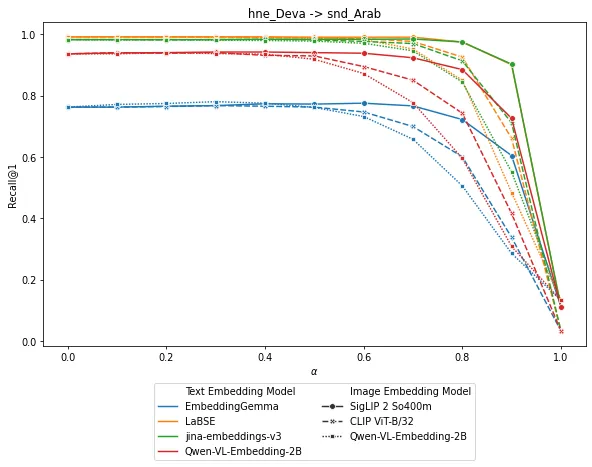 hne_Deva -> snd_Arab
Recall@1
1.0
0.8
0.6
0.4
0.2
0.0
0.0 0.2 0.4 0.6 0.8 1.0
α
Text Embedding Model Image Embedding Model
EmbeddingGemma SigLIP 2 So400m
LaBSE CLIP ViT-B/32
jina-embeddings-v3 Qwen-VL-Embedding-2B
Qwen-VL-Embedding-2B